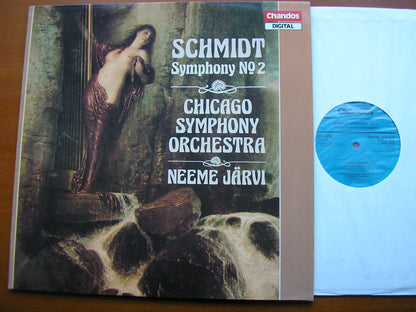 Chandos
DIGITAL
SCHMIDT
Symphony Nº 2
CHICAGO
SYMPHONY
ORCHESTRA
NEEME JÄRVI